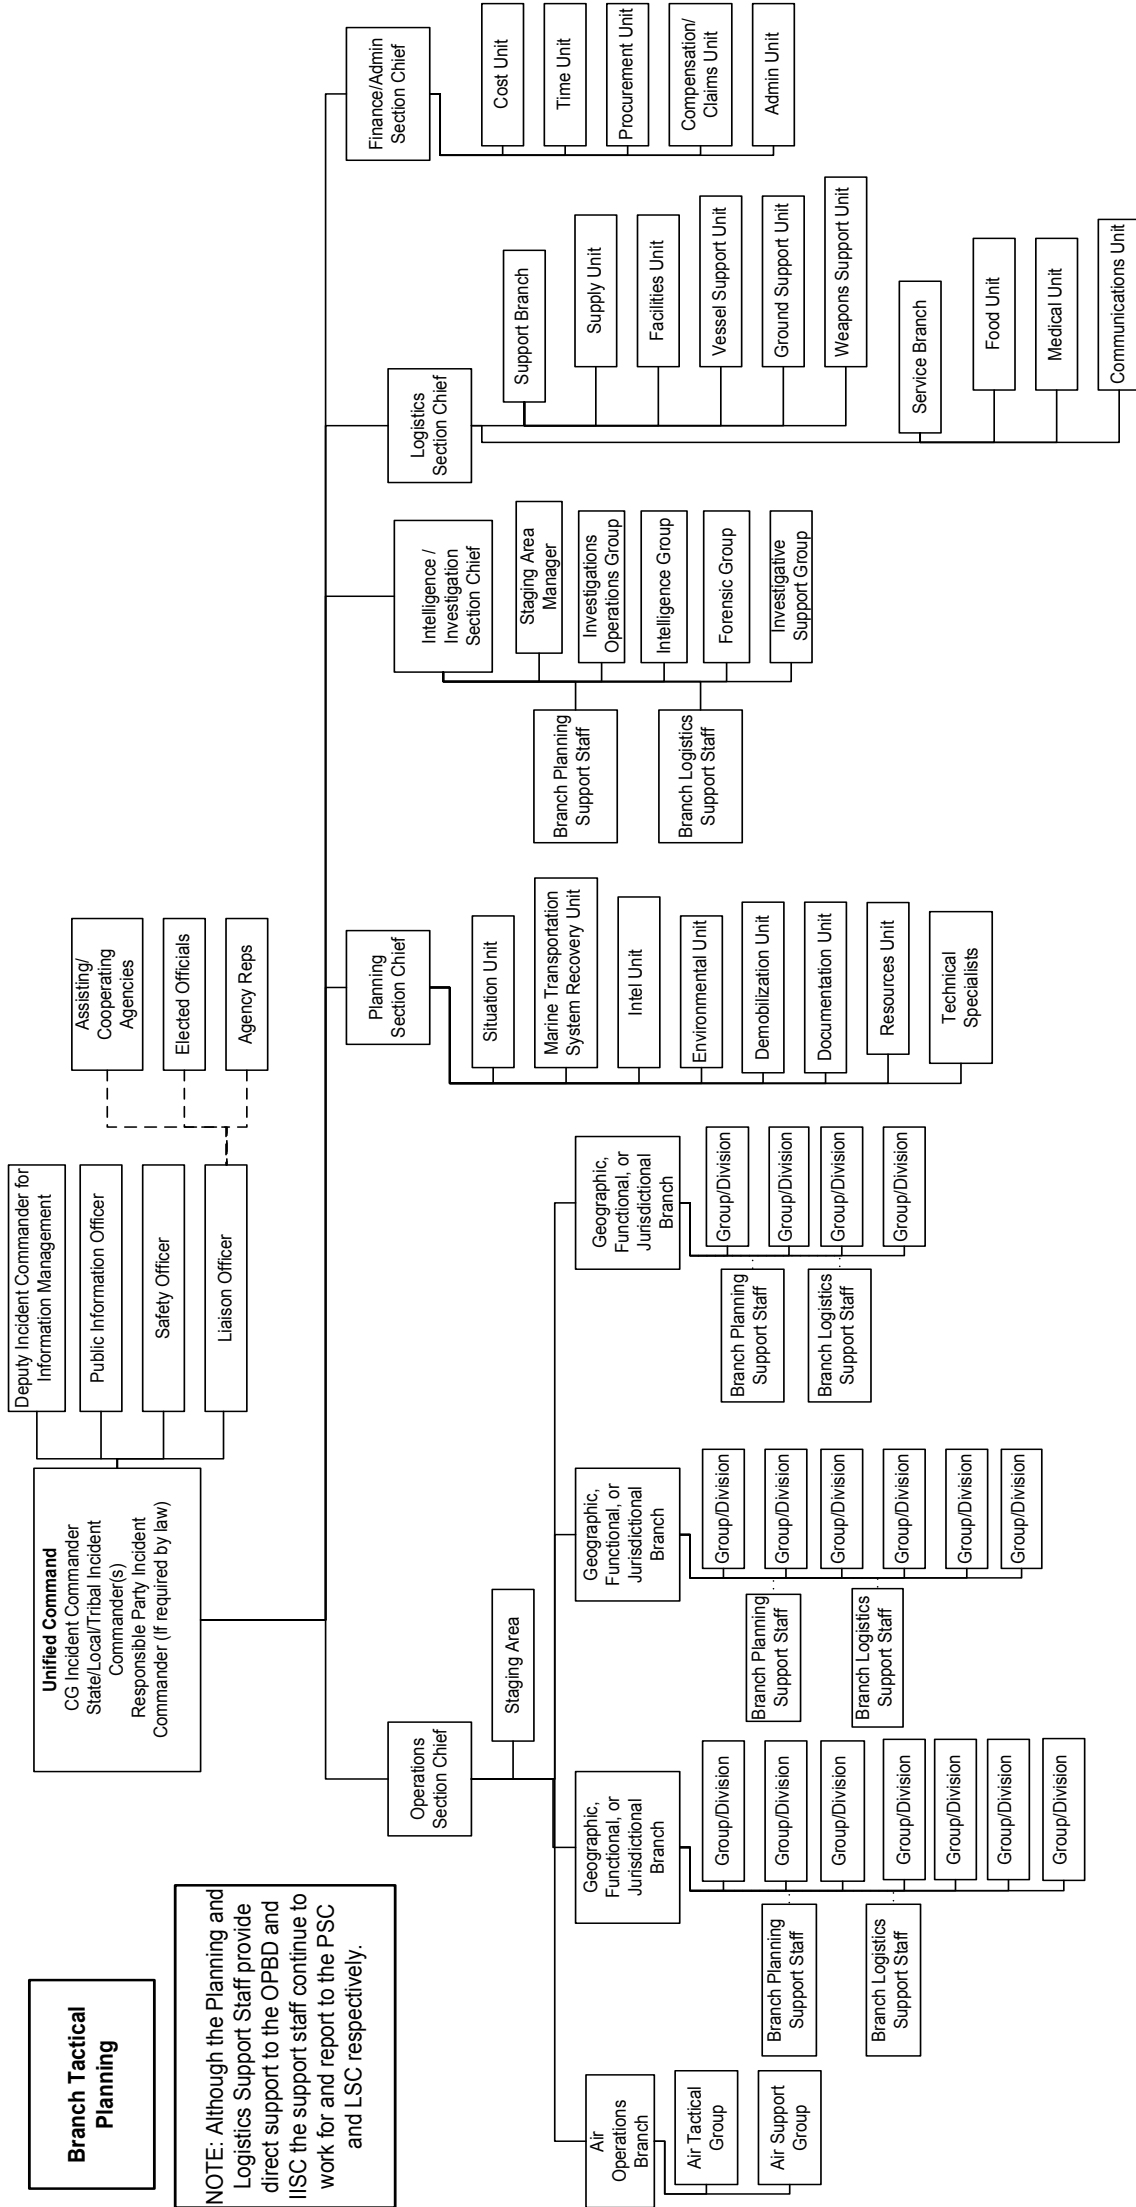 Branch Tactical
Planning
NOTE: Although the Planning and
Logistics Support Staff provide
direct support to the OPBD and
IISC the support staff continue to
work for and report to the PSC
and LSC respectively.
Unified Command
CG Incident Commander
State/Local/Tribal Incident
Commander(s)
Responsible Party Incident
Commander (If required by law)
Deputy Incident Commander for
Information Management
Public Information Officer
Safety Officer
Liaison Officer
Assisting/
Cooperating
Agencies
Elected Officials
Agency Reps
Operations
Section Chief
Staging Area
Air
Operations
Branch
Air Tactical
Group
Air Support
Group
Geographic,
Functional, or
Jurisdictional
Branch
Group/Division
Group/Division
Group/Division
Group/Division
Group/Division
Group/Division
Group/Division
Branch Planning
Support Staff
Branch Logistics
Support Staff
Geographic,
Functional, or
Jurisdictional
Branch
Group/Division
Group/Division
Group/Division
Group/Division
Group/Division
Group/Division
Branch Planning
Support Staff
Branch Logistics
Support Staff
Geographic,
Functional, or
Jurisdictional
Branch
Group/Division
Group/Division
Group/Division
Group/Division
Branch Planning
Support Staff
Branch Logistics
Support Staff
Planning
Section Chief
Situation Unit
Marine Transportation
System Recovery Unit
Intel Unit
Environmental Unit
Demobilization Unit
Documentation Unit
Resources Unit
Technical
Specialists
Intelligence /
Investigation
Section Chief
Staging Area
Manager
Investigations
Operations Group
Intelligence Group
Forensic Group
Investigative
Support Group
Branch Planning
Support Staff
Branch Logistics
Support Staff
Logistics
Section Chief
Support Branch
Supply Unit
Facilities Unit
Vessel Support Unit
Ground Support Unit
Weapons Support Unit
Service Branch
Food Unit
Medical Unit
Communications Unit
Finance/Admin
Section Chief
Cost Unit
Time Unit
Procurement Unit
Compensation/
Claims Unit
Admin Unit